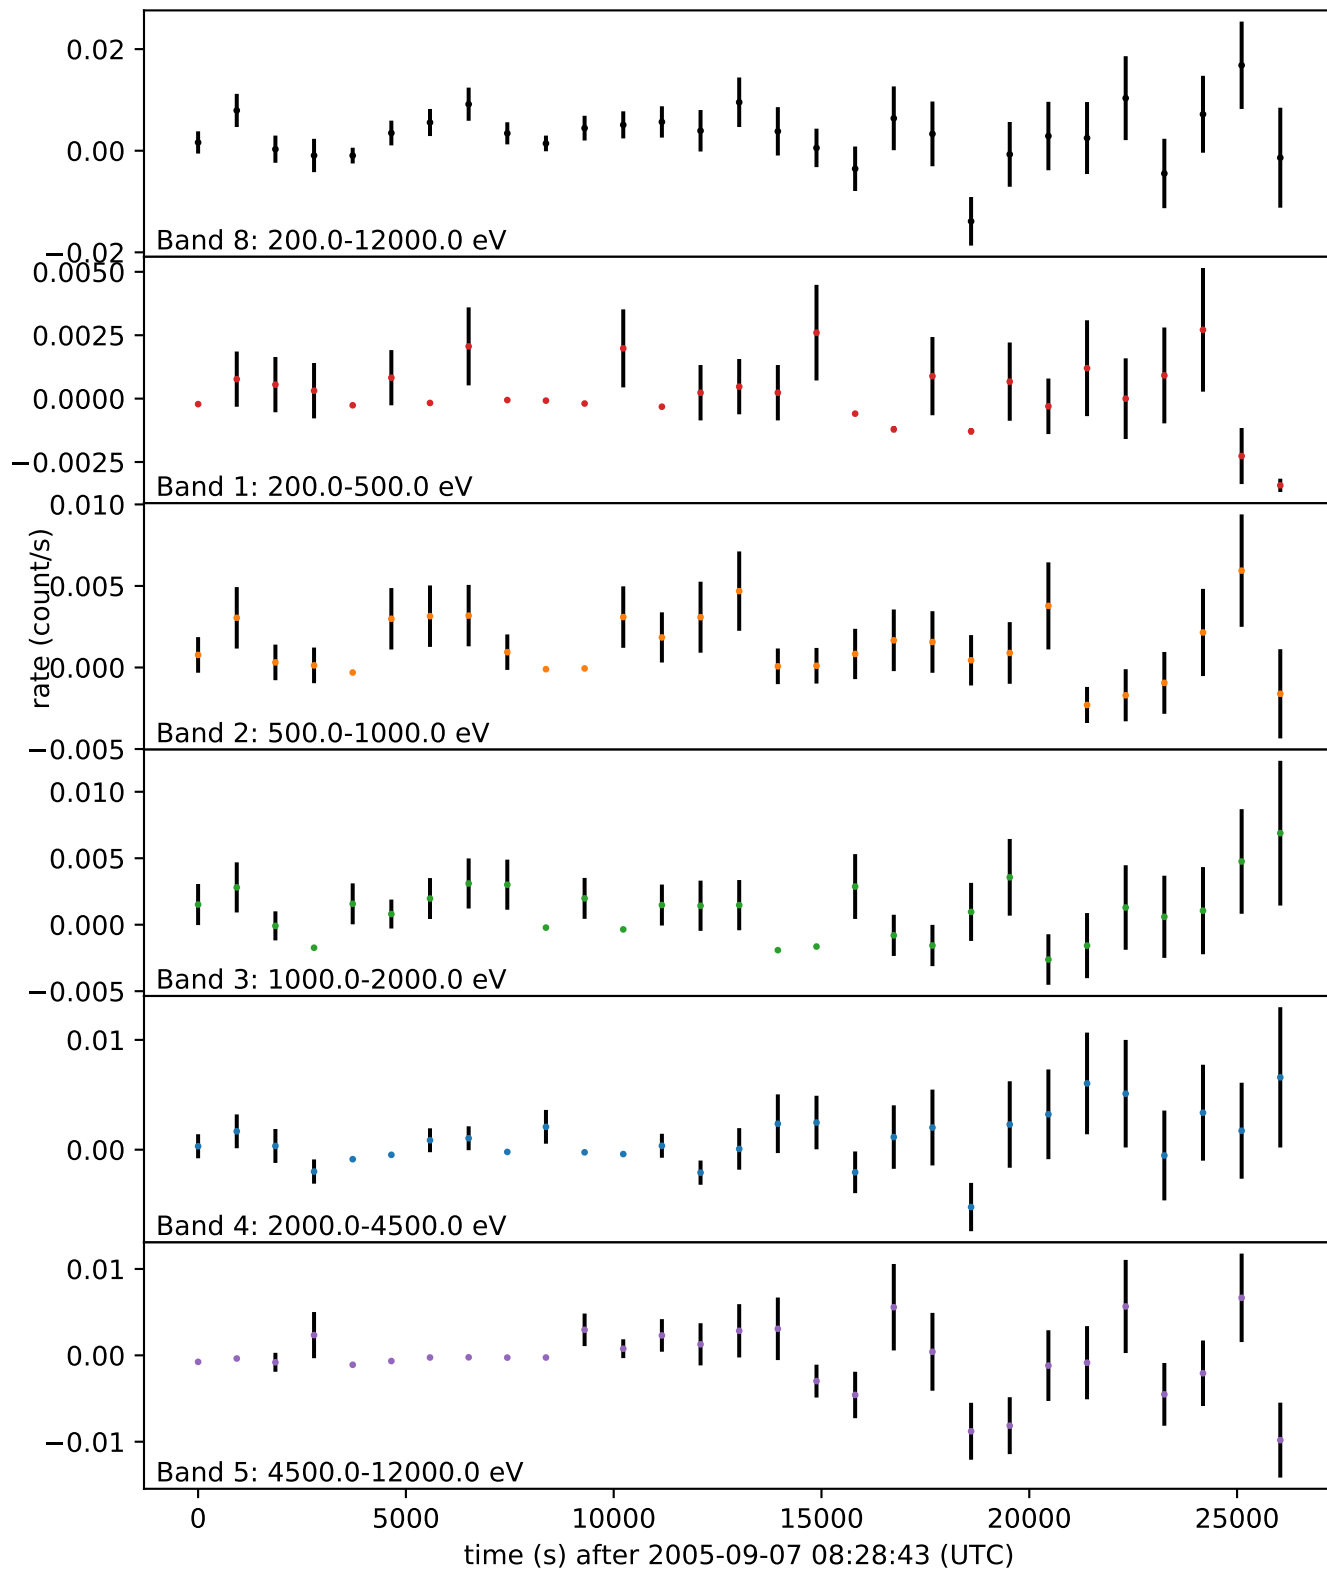 0.02
0.00
−0.02
Band 8: 200.0-12000.0 eV
0.0050
0.0025
0.0000
−0.0025
Band 1: 200.0-500.0 eV
0.010
0.005
0.000
−0.005
rate (count/s)
Band 2: 500.0-1000.0 eV
0.010
0.005
0.000
−0.005
Band 3: 1000.0-2000.0 eV
0.01
0.00
Band 4: 2000.0-4500.0 eV
0.01
0.00
−0.01
Band 5: 4500.0-12000.0 eV
0 5000 10000 15000 20000 25000
time (s) after 2005-09-07 08:28:43 (UTC)